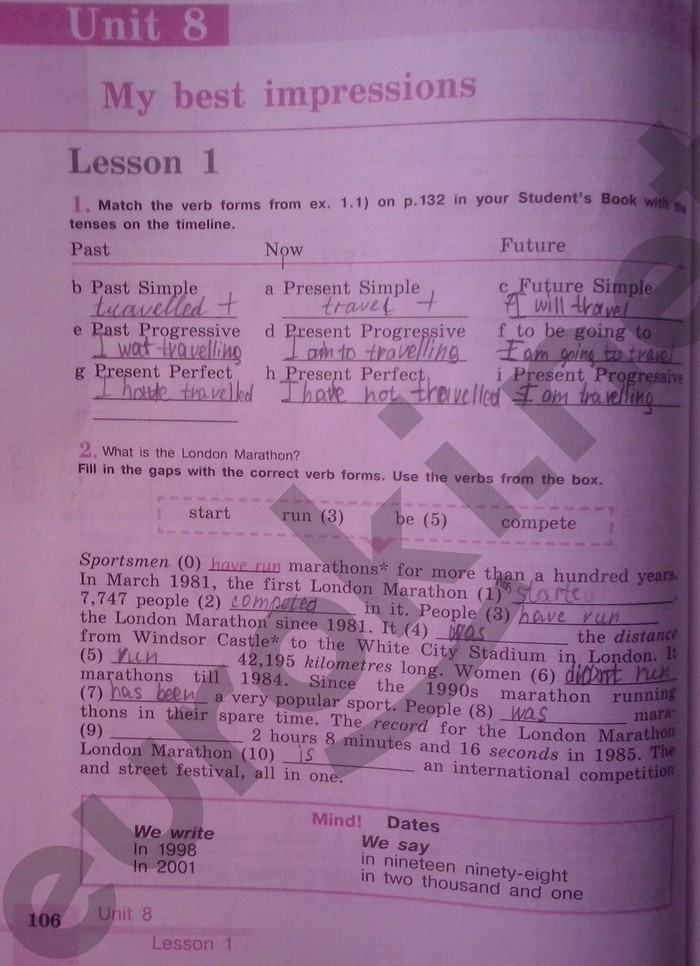 Unit 8
My best impressions
Lesson 1
1. Match the verb forms from ex. 1.1) on p.132 in your Student's Book with the
tenses on the timeline.
Past Now Future
b Past Simple a Present Simple c Future Simple
travelled + travel + I will travel
e Past Progressive d Present Progressive f to be going to
I was travelling I am to travelling I am going to travel
g Present Perfect h Present Perfect i Present Progressive
I have travelled I have not travelled I am travelling
2. What is the London Marathon?
Fill in the gaps with the correct verb forms. Use the verbs from the box.
start run (3) be (5) compete
Sportsmen (0) have run marathons* for more than a hundred years.
In March 1981, the first London Marathon (1) started.
7,747 people (2) competed in it. People (3) have run
the London Marathon since 1981. It (4) was the distance
from Windsor Castle* to the White City Stadium in London. It
(5) run 42,195 kilometres long. Women (6) didn't run
marathons till 1984. Since the 1990s marathon running
(7) has been a very popular sport. People (8) was mara-
thons in their spare time. The record for the London Marathon
(9) 2 hours 8 minutes and 16 seconds in 1985. The
London Marathon (10) is an international competition
and street festival, all in one.
Mind! Dates
We write We say
In 1998 in nineteen ninety-eight
In 2001 in two thousand and one
106 Unit 8
Lesson 1
euroki.net